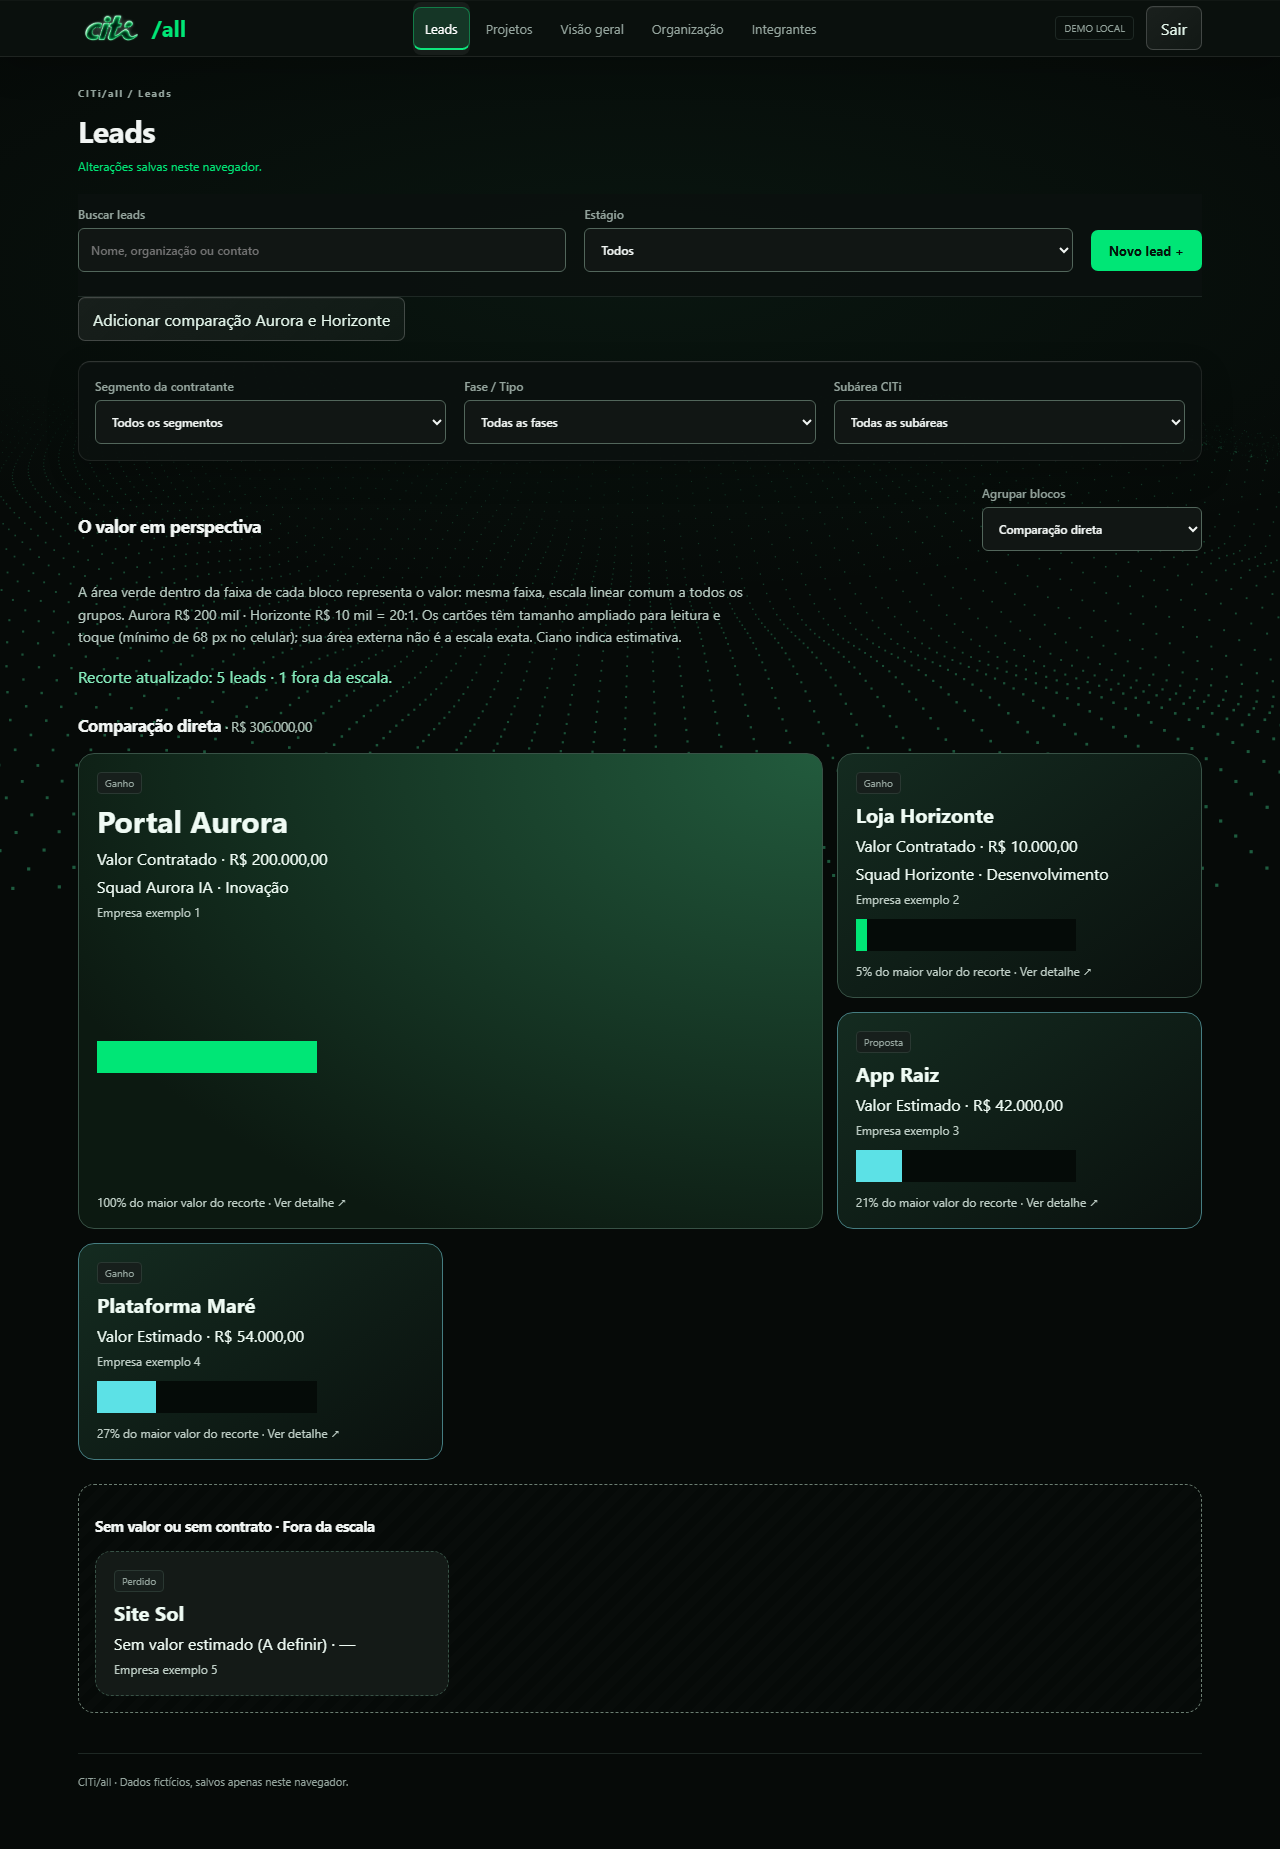 citi /all
Leads
Projetos
Visão geral
Organização
Integrantes
DEMO LOCAL
Sair
CITi/all / Leads
Leads
Alterações salvas neste navegador.
Buscar leads
Nome, organização ou contato
Estágio
Todos
Novo lead +
Adicionar comparação Aurora e Horizonte
Segmento da contratante
Todos os segmentos
Fase / Tipo
Todas as fases
Subárea CITi
Todas as subáreas
O valor em perspectiva
Agrupar blocos
Comparação direta
A área verde dentro da faixa de cada bloco representa o valor: mesma faixa, escala linear comum a todos os
grupos. Aurora R$ 200 mil · Horizonte R$ 10 mil = 20:1. Os cartões têm tamanho ampliado para leitura e
toque (mínimo de 68 px no celular); sua área externa não é a escala exata. Ciano indica estimativa.
Recorte atualizado: 5 leads · 1 fora da escala.
Comparação direta · R$ 306.000,00
Ganho
Portal Aurora
Valor Contratado · R$ 200.000,00
Squad Aurora IA · Inovação
Empresa exemplo 1
100% do maior valor do recorte · Ver detalhe ↗
Ganho
Loja Horizonte
Valor Contratado · R$ 10.000,00
Squad Horizonte · Desenvolvimento
Empresa exemplo 2
5% do maior valor do recorte · Ver detalhe ↗
Proposta
App Raiz
Valor Estimado · R$ 42.000,00
Empresa exemplo 3
21% do maior valor do recorte · Ver detalhe ↗
Ganho
Plataforma Maré
Valor Estimado · R$ 54.000,00
Empresa exemplo 4
27% do maior valor do recorte · Ver detalhe ↗
Sem valor ou sem contrato · Fora da escala
Perdido
Site Sol
Sem valor estimado (A definir) · —
Empresa exemplo 5
CITi/all · Dados fictícios, salvos apenas neste navegador.